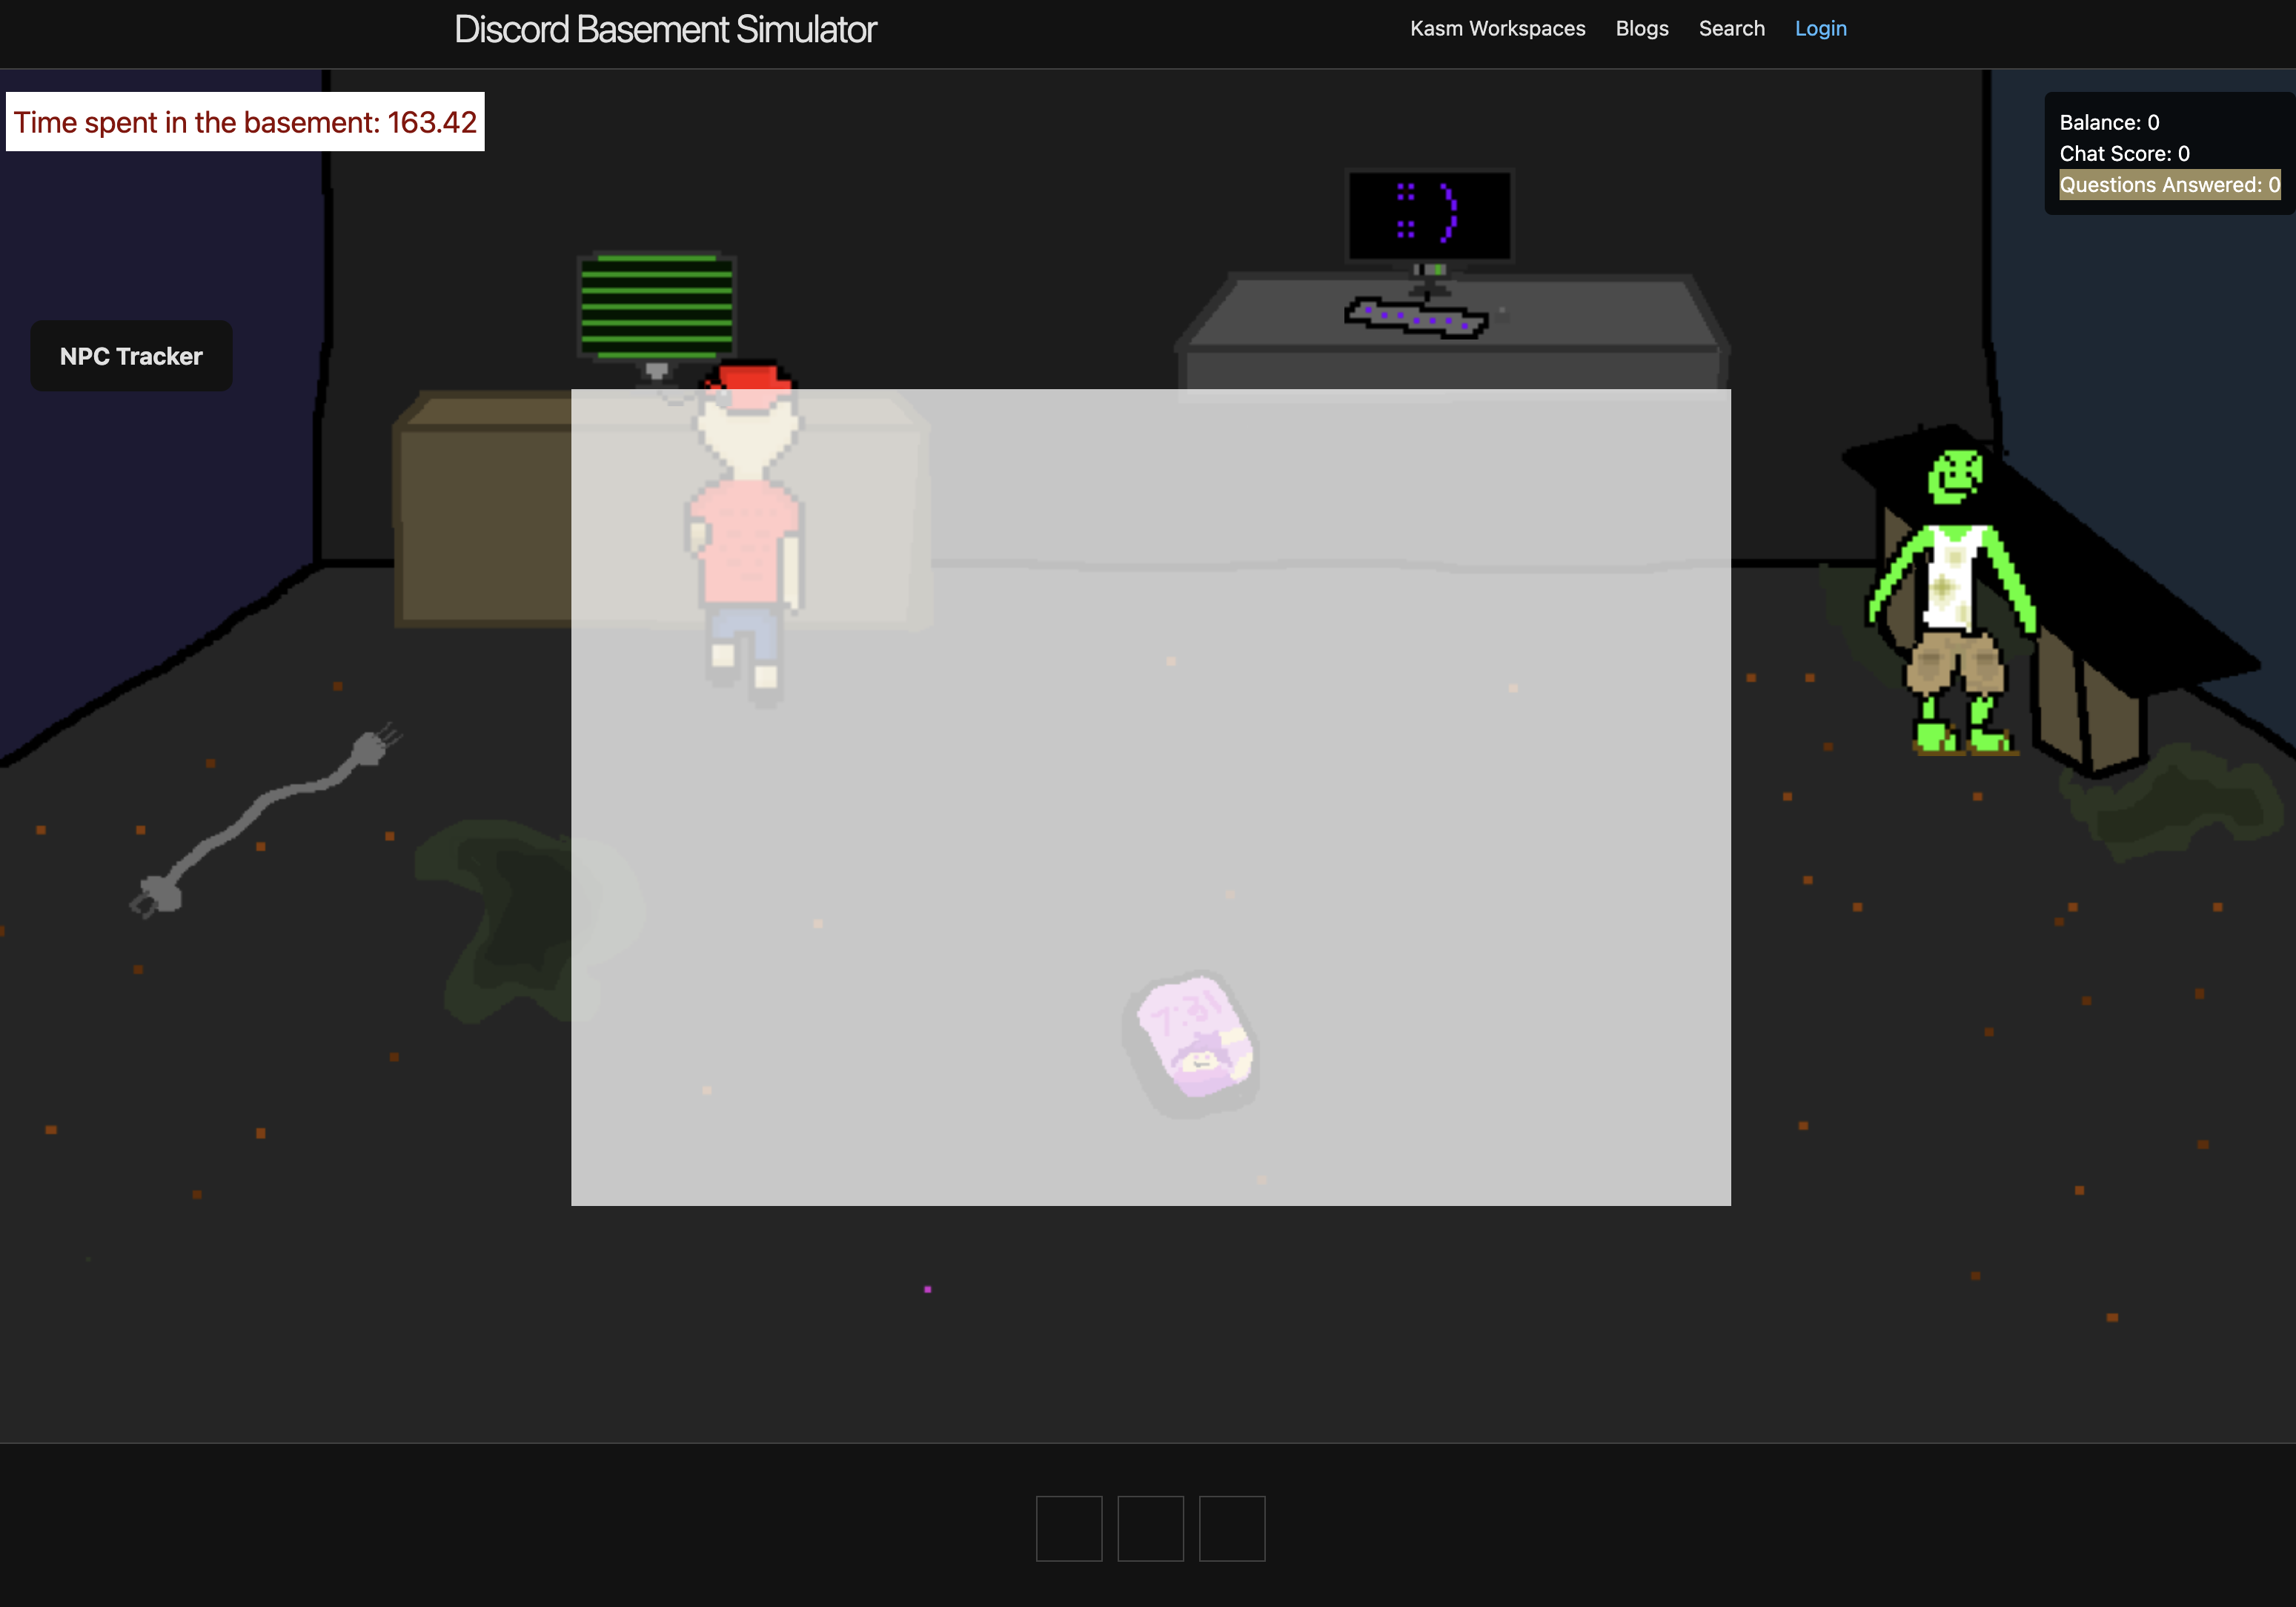 Discord Basement Simulator
Kasm Workspaces
Blogs
Search
Login
Time spent in the basement: 163.42
Balance: 0
Chat Score: 0
Questions Answered: 0
NPC Tracker